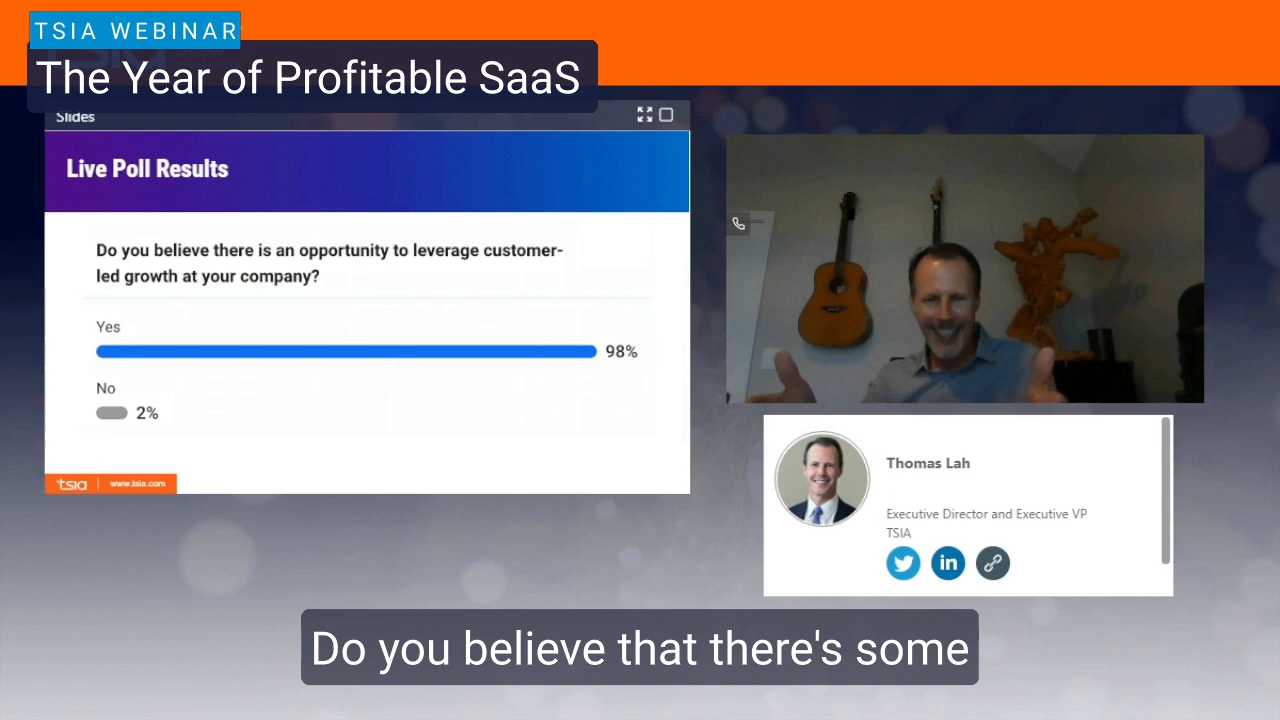 TSIA WEBINAR
The Year of Profitable SaaS
Slides
Live Poll Results
Do you believe there is an opportunity to leverage customer-
led growth at your company?
Yes
98%
No
2%
tsia | www.tsia.com
Thomas Lah
Executive Director and Executive VP
TSIA
in
Do you believe that there's some